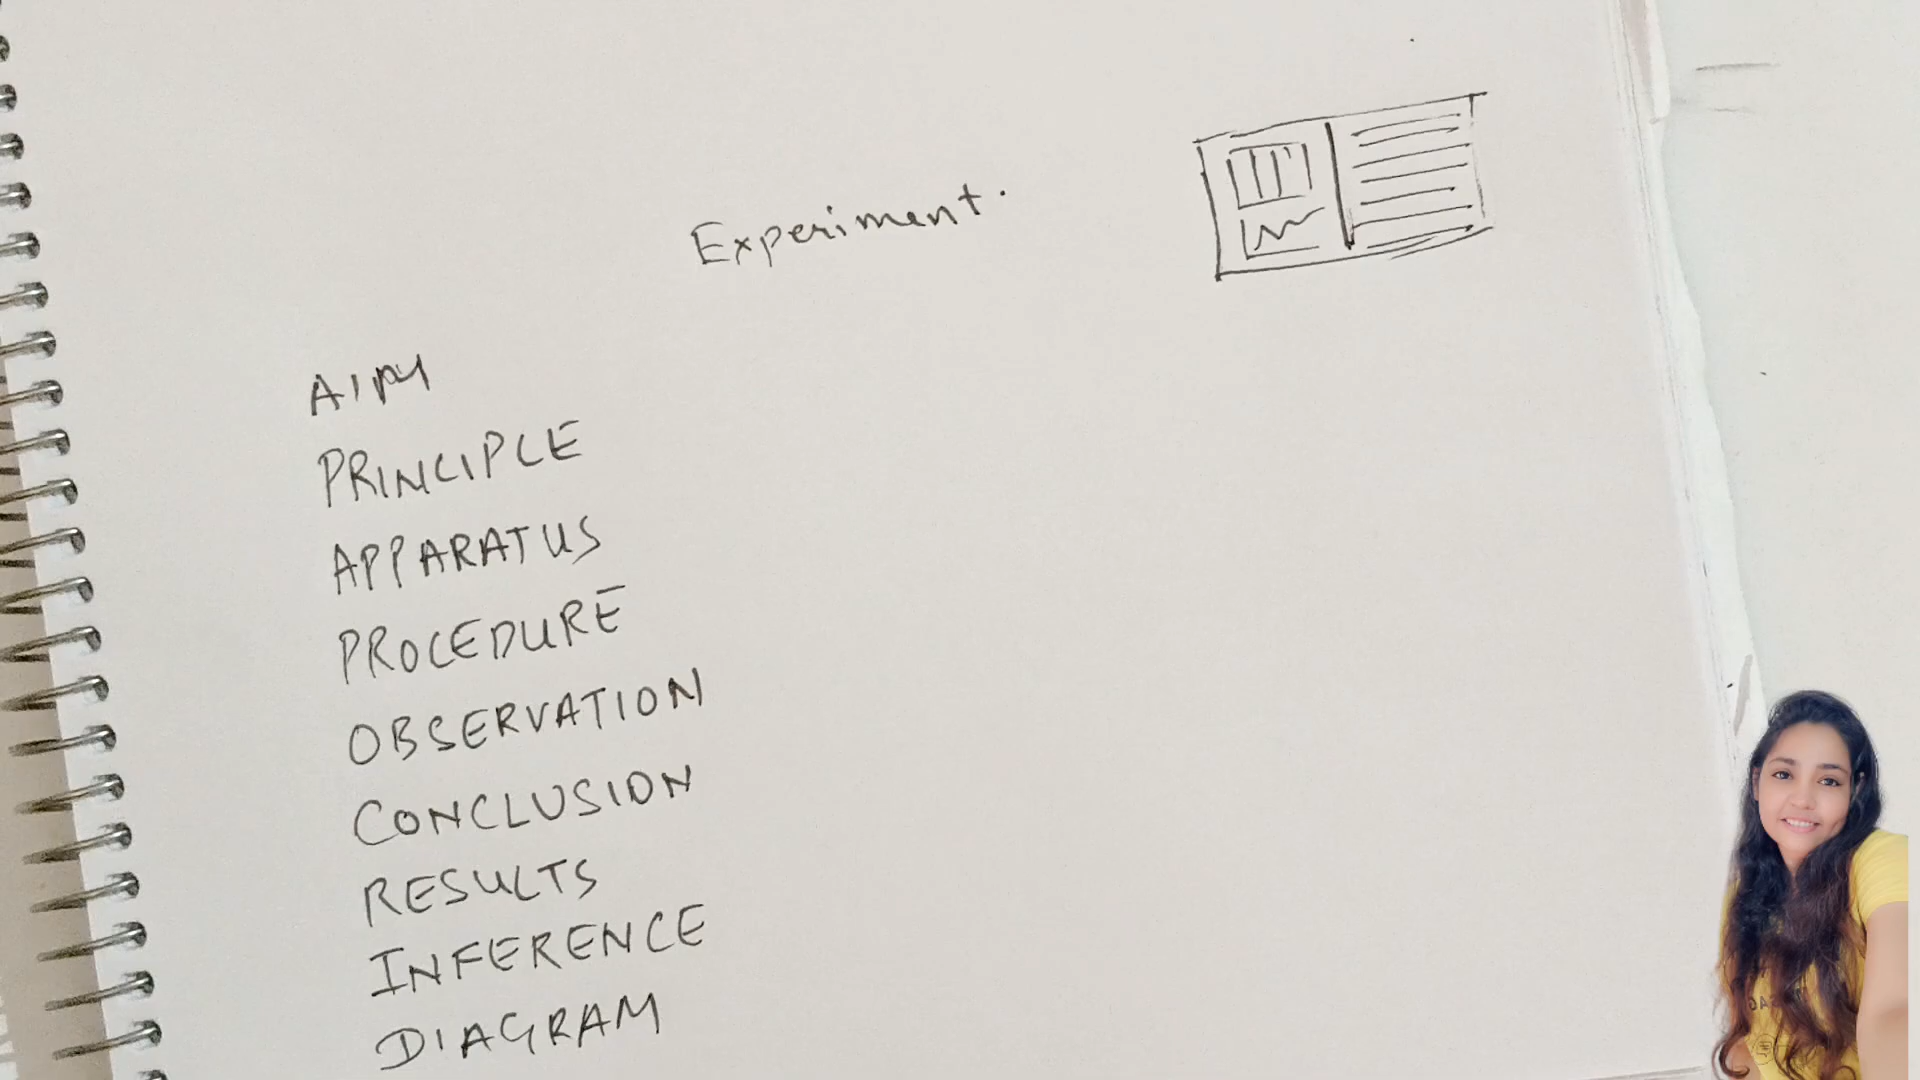 Experiment.
AIM
PRINCIPLE
APPARATUS
PROCEDURE
OBSERVATION
CONCLUSION
RESULTS
INFERENCE
DIAGRAM